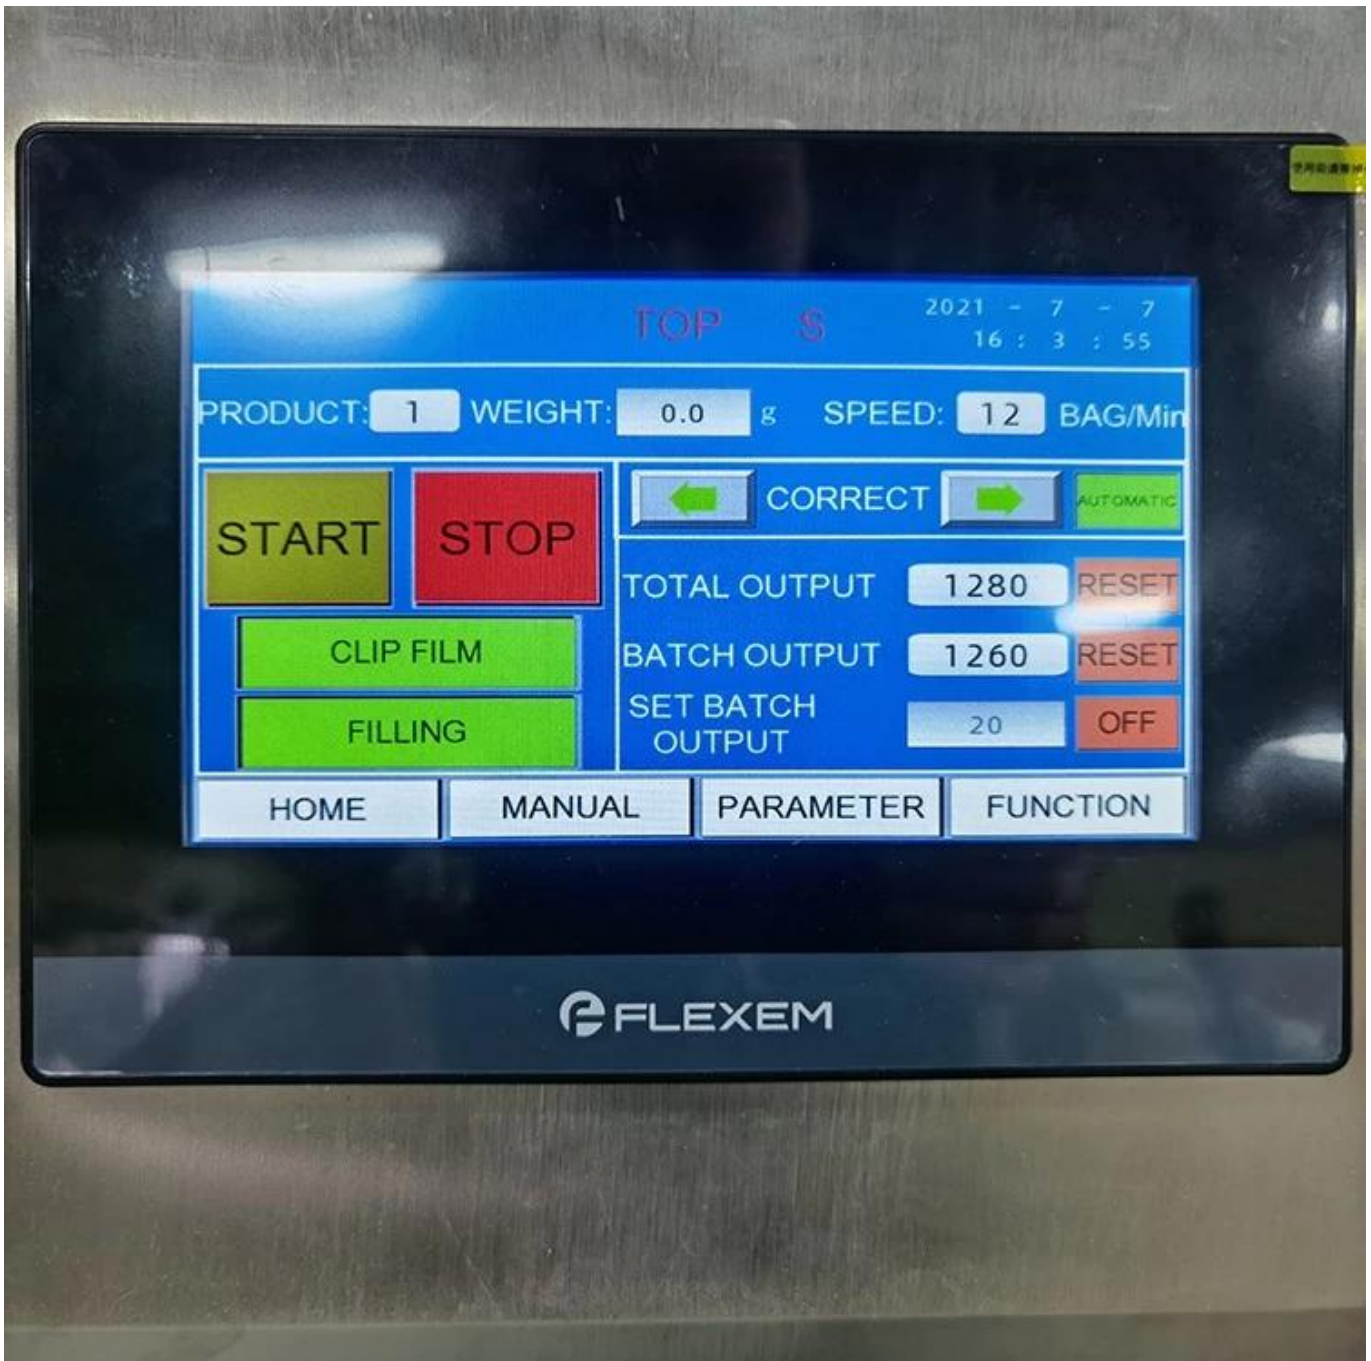 TOP S
2021 - 7 - 7
16 : 3 : 55
PRODUCT: 1 WEIGHT: 0.0 g SPEED: 12 BAG/Min
START STOP
CORRECT AUTOMATIC
TOTAL OUTPUT 1280 RESET
BATCH OUTPUT 1260 RESET
SET BATCH
OUTPUT 20 OFF
CLIP FILM
FILLING
HOME MANUAL PARAMETER FUNCTION
FLEXEM